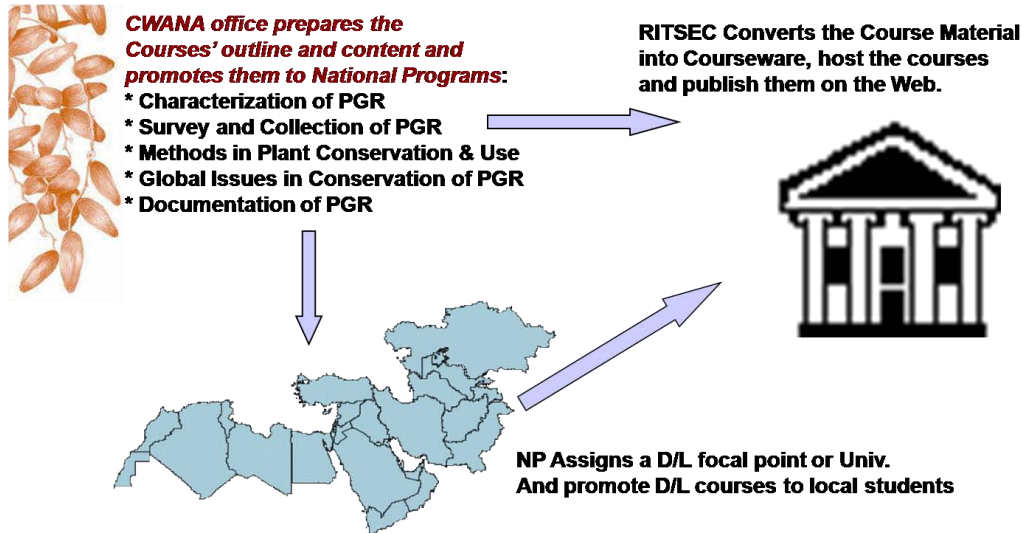 CWANA office prepares the
Courses’ outline and content and
promotes them to National Programs:
* Characterization of PGR
* Survey and Collection of PGR
* Methods in Plant Conservation & Use
* Global Issues in Conservation of PGR
* Documentation of PGR
RITSEC Converts the Course Material
into Courseware, host the courses
and publish them on the Web.
NP Assigns a D/L focal point or Univ.
And promote D/L courses to local students